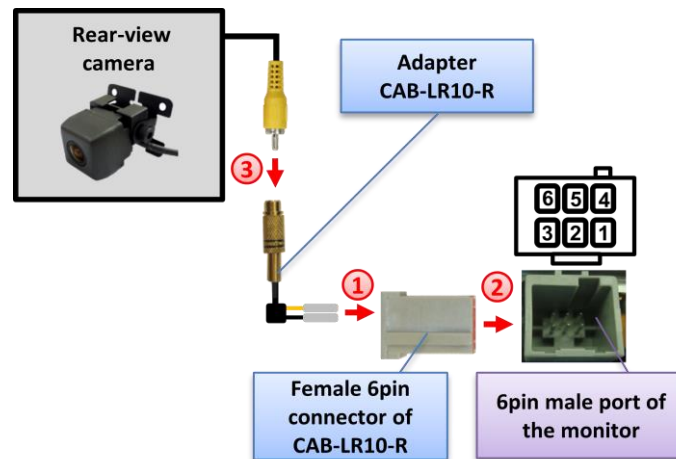 Rear-view
camera
Adapter
CAB-LR10-R
3
6 5 4
3 2 1
1
2
Female 6pin
connector of
CAB-LR10-R
6pin male port of
the monitor